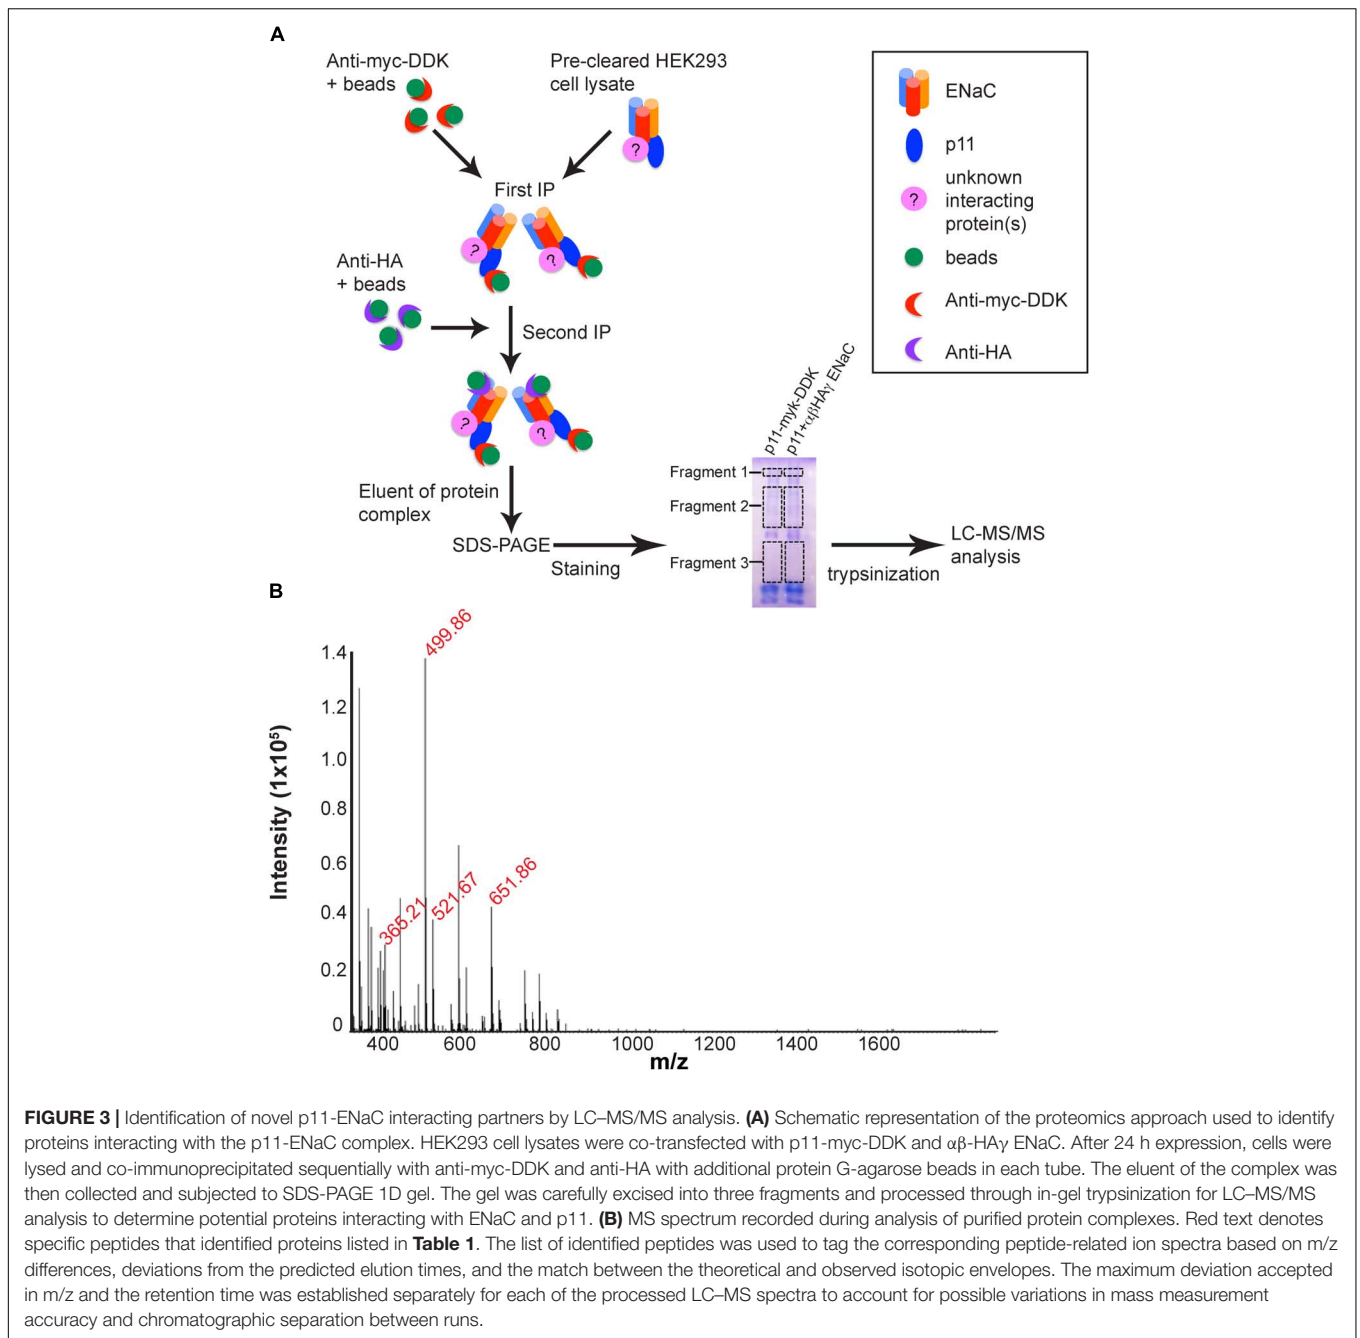 A
Anti-myc-DDK
+ beads
Pre-cleared HEK293
cell lysate
?
First IP
?
?
Anti-HA
+ beads
Second IP
?
?
Eluent of protein
complex
SDS-PAGE
Staining
p11-myk-DDK
p11+αβHAγ ENaC
Fragment 1
Fragment 2
Fragment 3
trypsinization
LC-MS/MS
analysis
ENaC
p11
?
unknown
interacting
protein(s)
beads
Anti-myc-DDK
Anti-HA
B
Intensity (1x10⁵)
1.4
1.2
1.0
0.8
0.6
0.4
0.2
0
499.86
365.21
521.67
651.86
400
600
800
1000
1200
1400
1600
m/z
FIGURE 3 | Identification of novel p11-ENaC interacting partners by LC–MS/MS analysis. (A) Schematic representation of the proteomics approach used to identify
proteins interacting with the p11-ENaC complex. HEK293 cell lysates were co-transfected with p11-myc-DDK and αβ-HAγ ENaC. After 24 h expression, cells were
lysed and co-immunoprecipitated sequentially with anti-myc-DDK and anti-HA with additional protein G-agarose beads in each tube. The eluent of the complex was
then collected and subjected to SDS-PAGE 1D gel. The gel was carefully excised into three fragments and processed through in-gel trypsinization for LC–MS/MS
analysis to determine potential proteins interacting with ENaC and p11. (B) MS spectrum recorded during analysis of purified protein complexes. Red text denotes
specific peptides that identified proteins listed in Table 1. The list of identified peptides was used to tag the corresponding peptide-related ion spectra based on m/z
differences, deviations from the predicted elution times, and the match between the theoretical and observed isotopic envelopes. The maximum deviation accepted
in m/z and the retention time was established separately for each of the processed LC–MS spectra to account for possible variations in mass measurement
accuracy and chromatographic separation between runs.